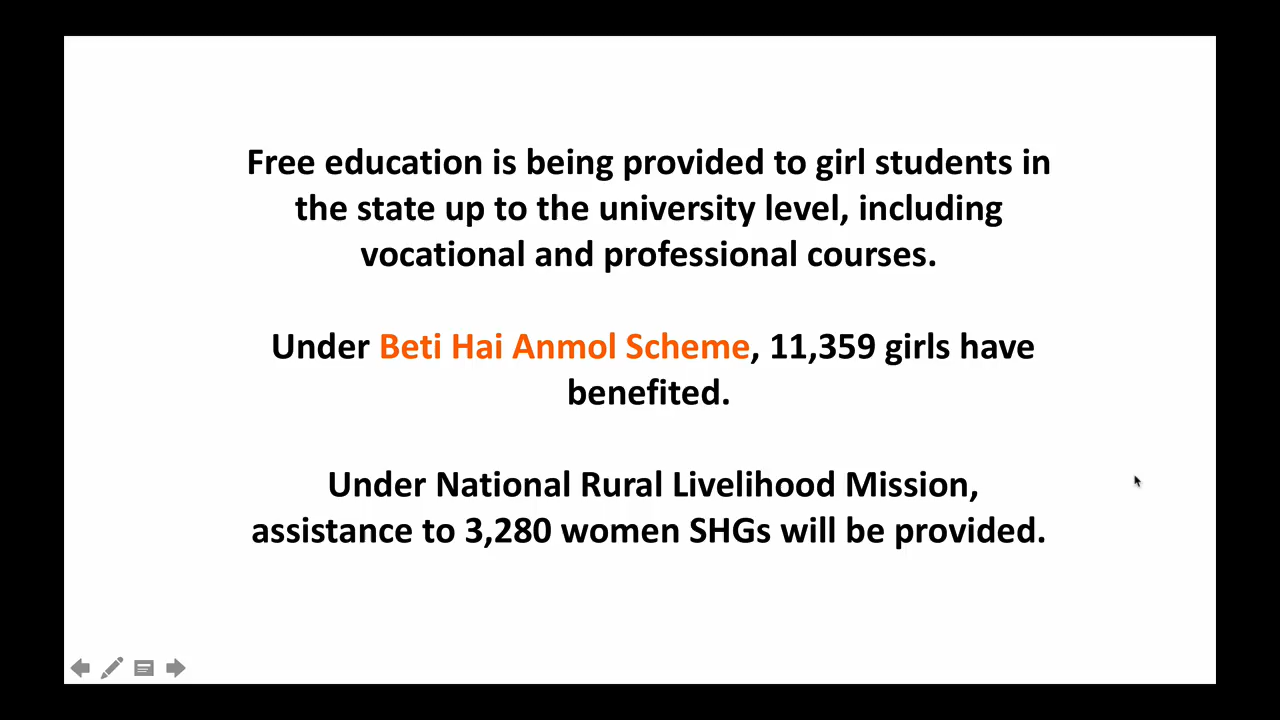 Free education is being provided to girl students in
the state up to the university level, including
vocational and professional courses.
Under Beti Hai Anmol Scheme, 11,359 girls have
benefited.
Under National Rural Livelihood Mission,
assistance to 3,280 women SHGs will be provided.